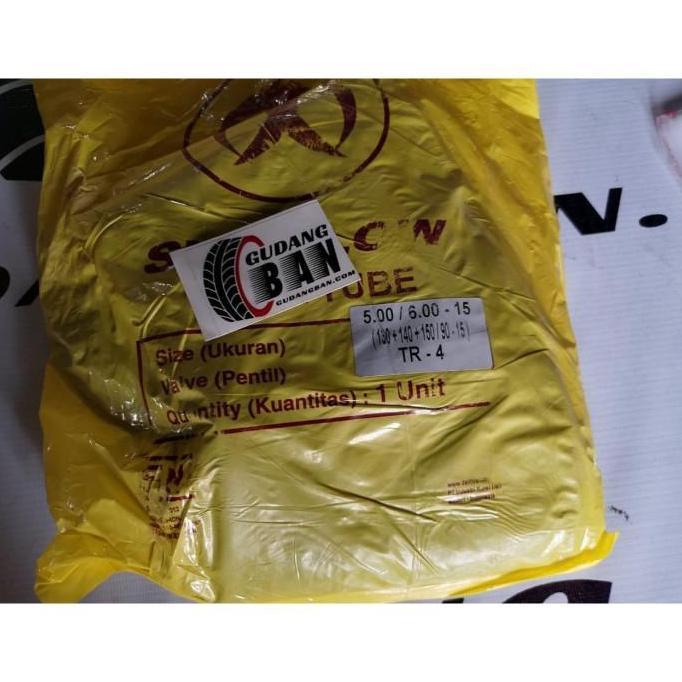 GUDANG
BAN
GUDANGBAN.COM
TUBE
5.00 / 6.00 - 15
(130+140+150/90-15)
TR - 4
Size (Ukuran)
Valve (Pentil)
Quantity (Kuantitas) : 1 Unit